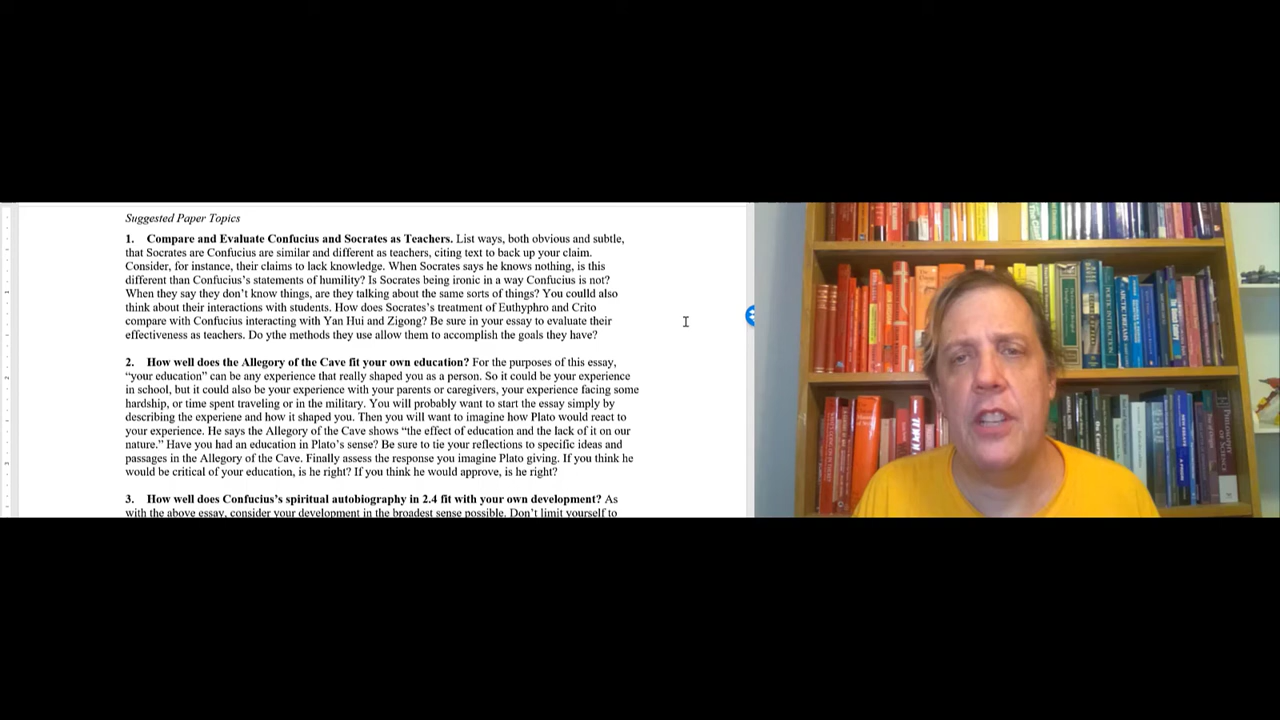 Suggested Paper Topics
1. Compare and Evaluate Confucius and Socrates as Teachers. List ways, both obvious and subtle,
that Socrates are Confucius are similar and different as teachers, citing text to back up your claim.
Consider, for instance, their claims to lack knowledge. When Socrates says he knows nothing, is this
different than Confucius's statements of humility? Is Socrates being ironic in a way Confucius is not?
When they say they don't know things, are they talking about the same sorts of things? You coould also
think about their interactions with students. How does Socrates's treatment of Euthyphro and Crito
compare with Confucius interacting with Yan Hui and Zigong? Be sure in your essay to evaluate their
effectiveness as teachers. Do ythe methods they use allow them to accomplish the goals they have?
2. How well does the Allegory of the Cave fit your own education? For the purposes of this essay,
“your education” can be any experience that really shaped you as a person. So it could be your experience
in school, but it could also be your experience with your parents or caregivers, your experience facing some
hardship, or time spent traveling or in the military. You will probably want to start the essay simply by
describing the experiene and how it shaped you. Then you will want to imagine how Plato would react to
your experience. He says the Allegory of the Cave shows “the effect of education and the lack of it on our
nature.” Have you had an education in Plato's sense? Be sure to tie your reflections to specific ideas and
passages in the Allegory of the Cave. Finally assess the response you imagine Plato giving. If you think he
would be critical of your education, is he right? If you think he would approve, is he right?
3. How well does Confucius's spiritual autobiography in 2.4 fit with your own development? As
with the above essay, consider your development in the broadest sense possible. Don't limit yourself to
POETIC INTERACTION
ARCTIC DREAMS
PHILOSOPHY OF SCIENCE